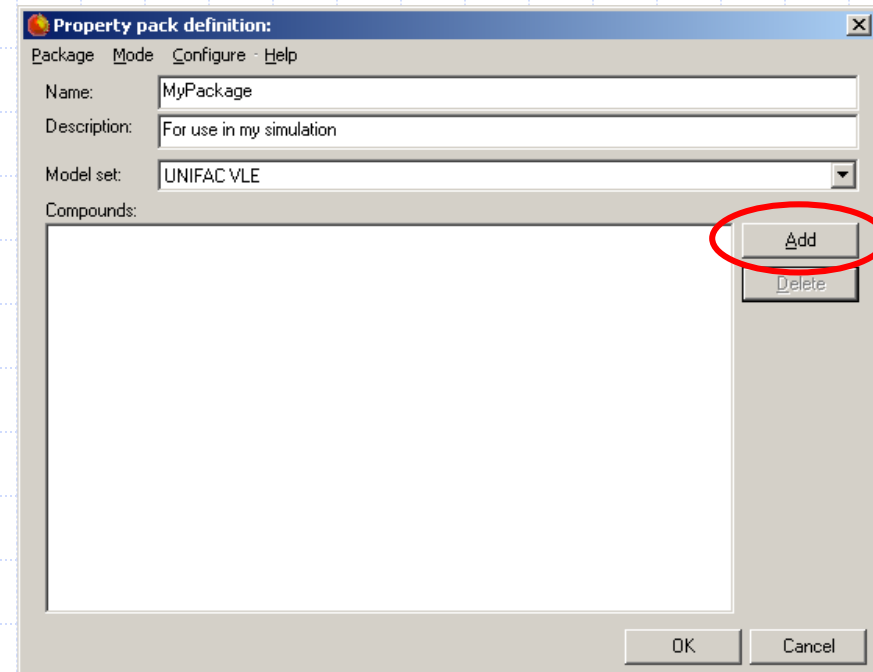 Property pack definition:
Package Mode Configure Help
Name: MyPackage
Description: For use in my simulation
Model set: UNIFAC VLE
Compounds:
Add
Delete
OK Cancel